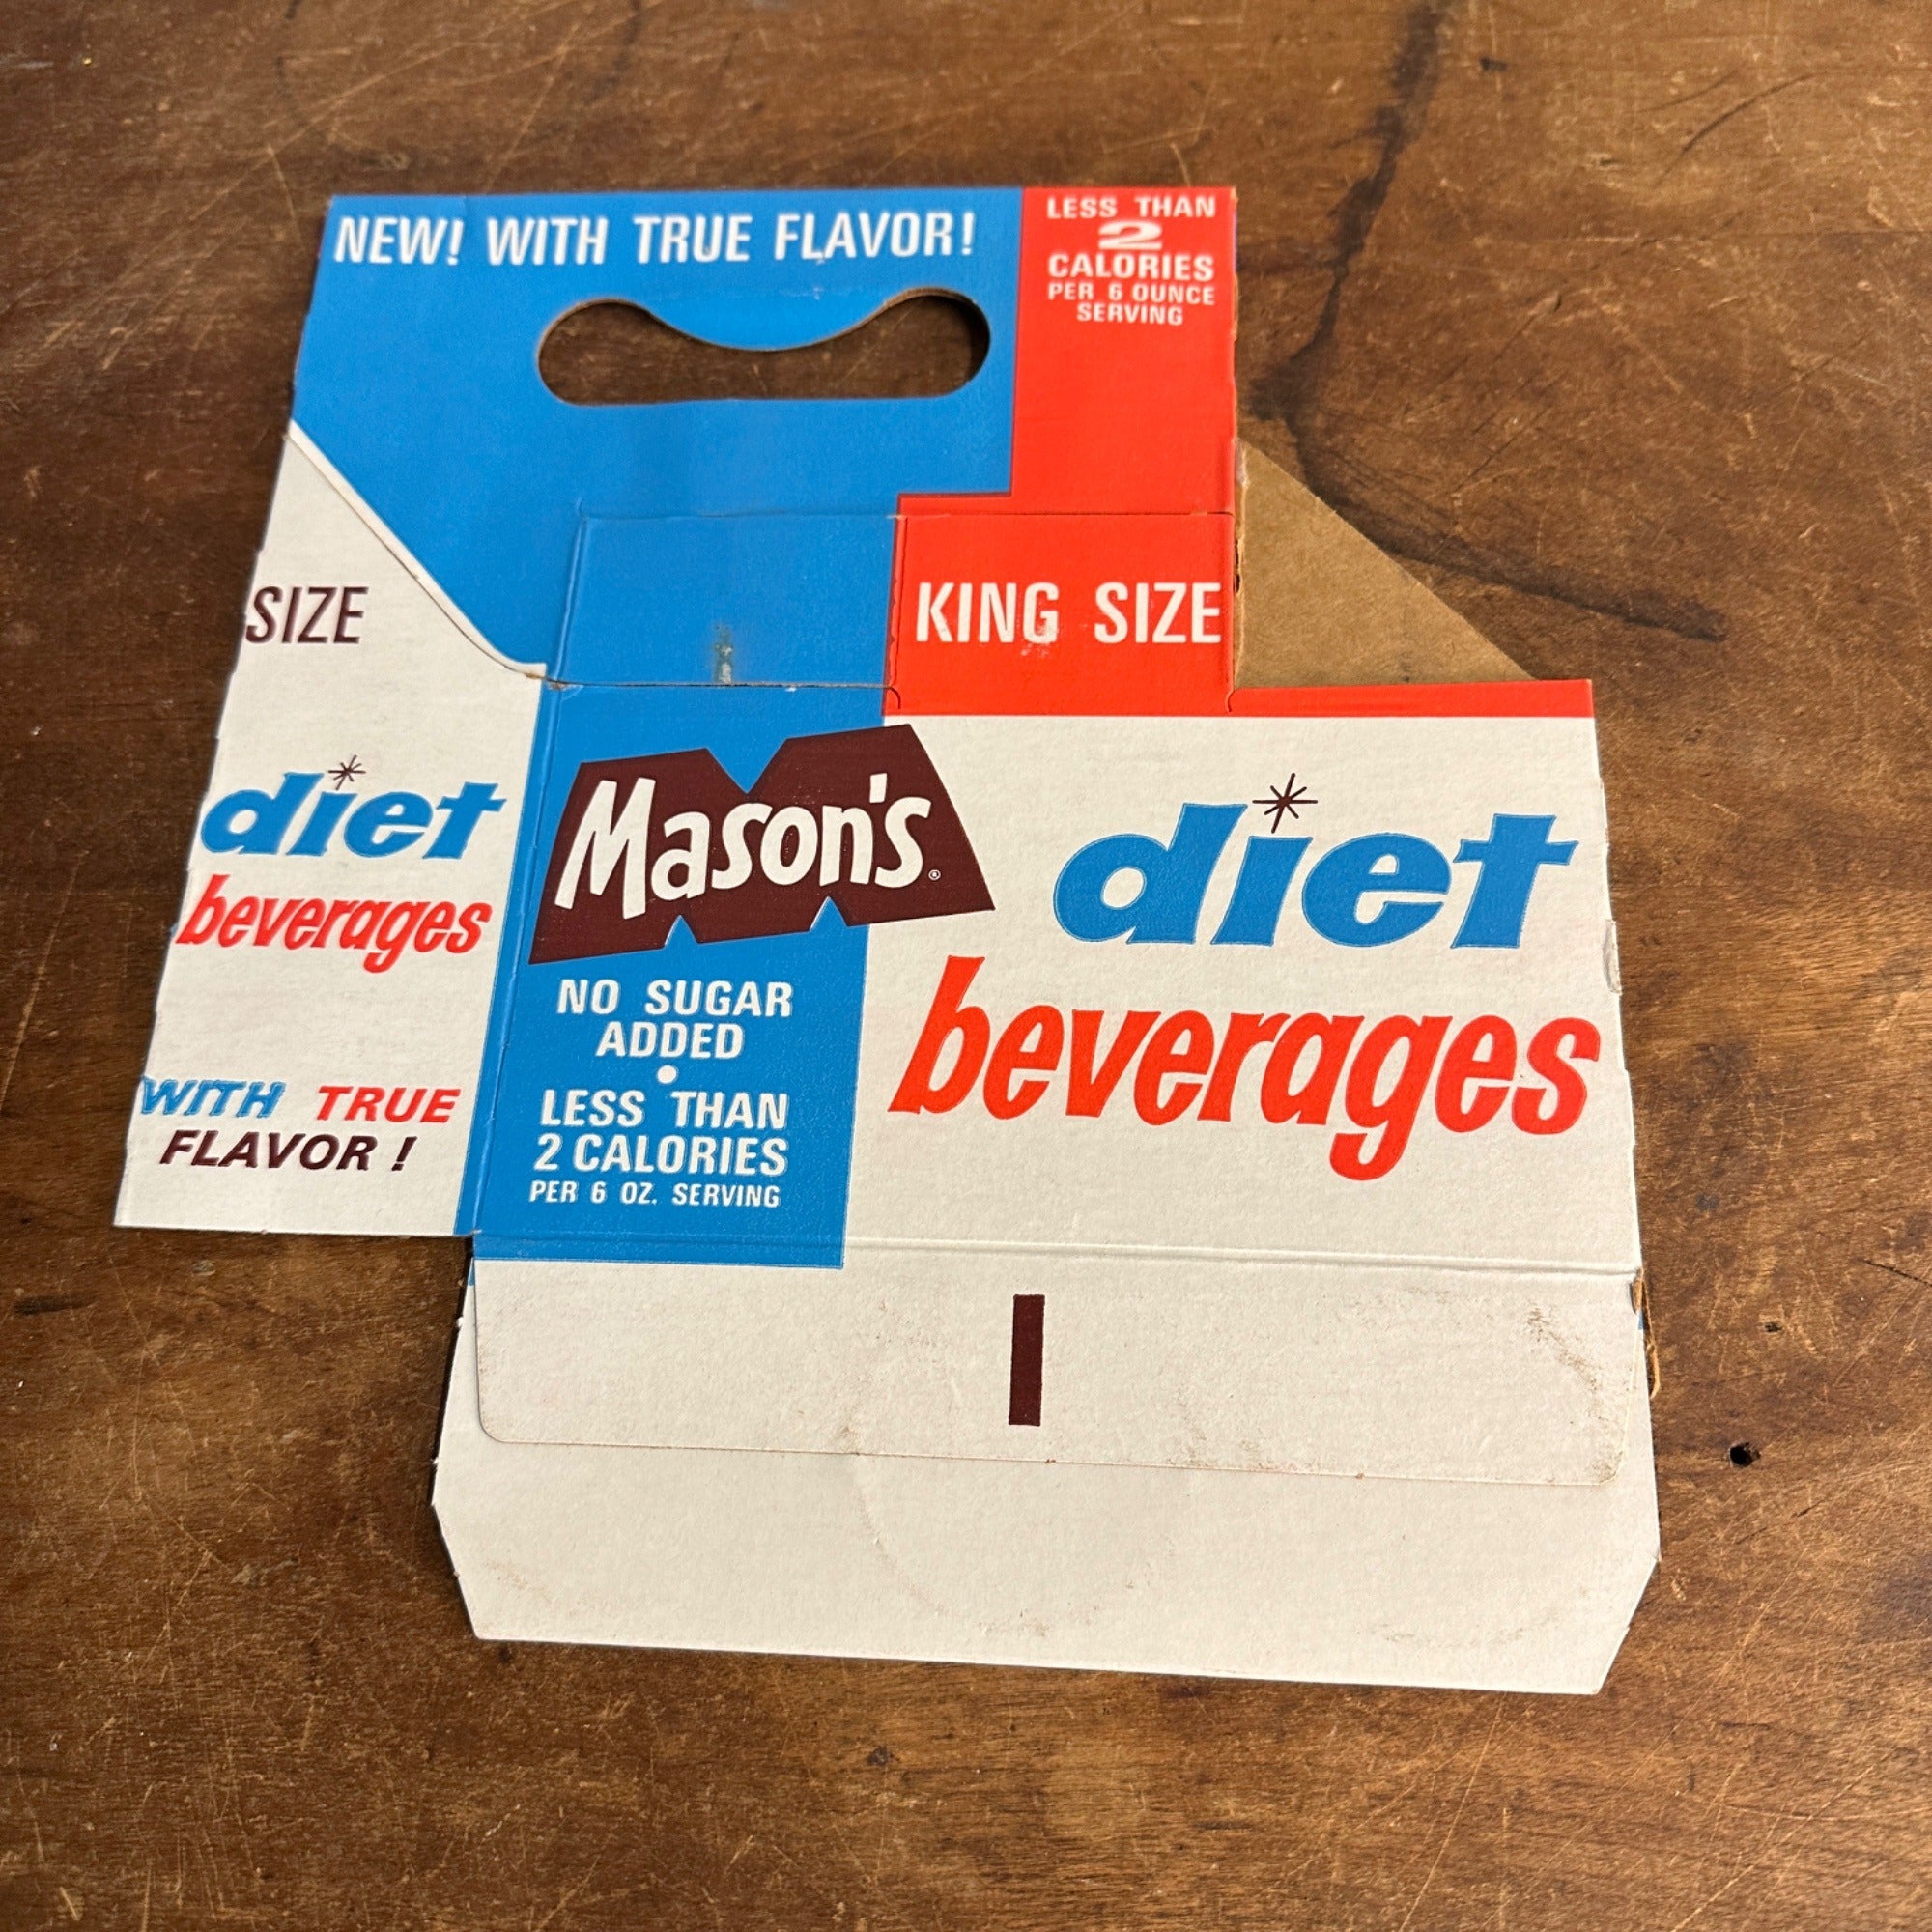 NEW! WITH TRUE FLAVOR!
LESS THAN
2
CALORIES
PER 6 OUNCE
SERVING
SIZE
KING SIZE
diet
beverages
WITH TRUE
FLAVOR!
Mason's®
NO SUGAR
ADDED
•
LESS THAN
2 CALORIES
PER 6 OZ. SERVING
diet
beverages